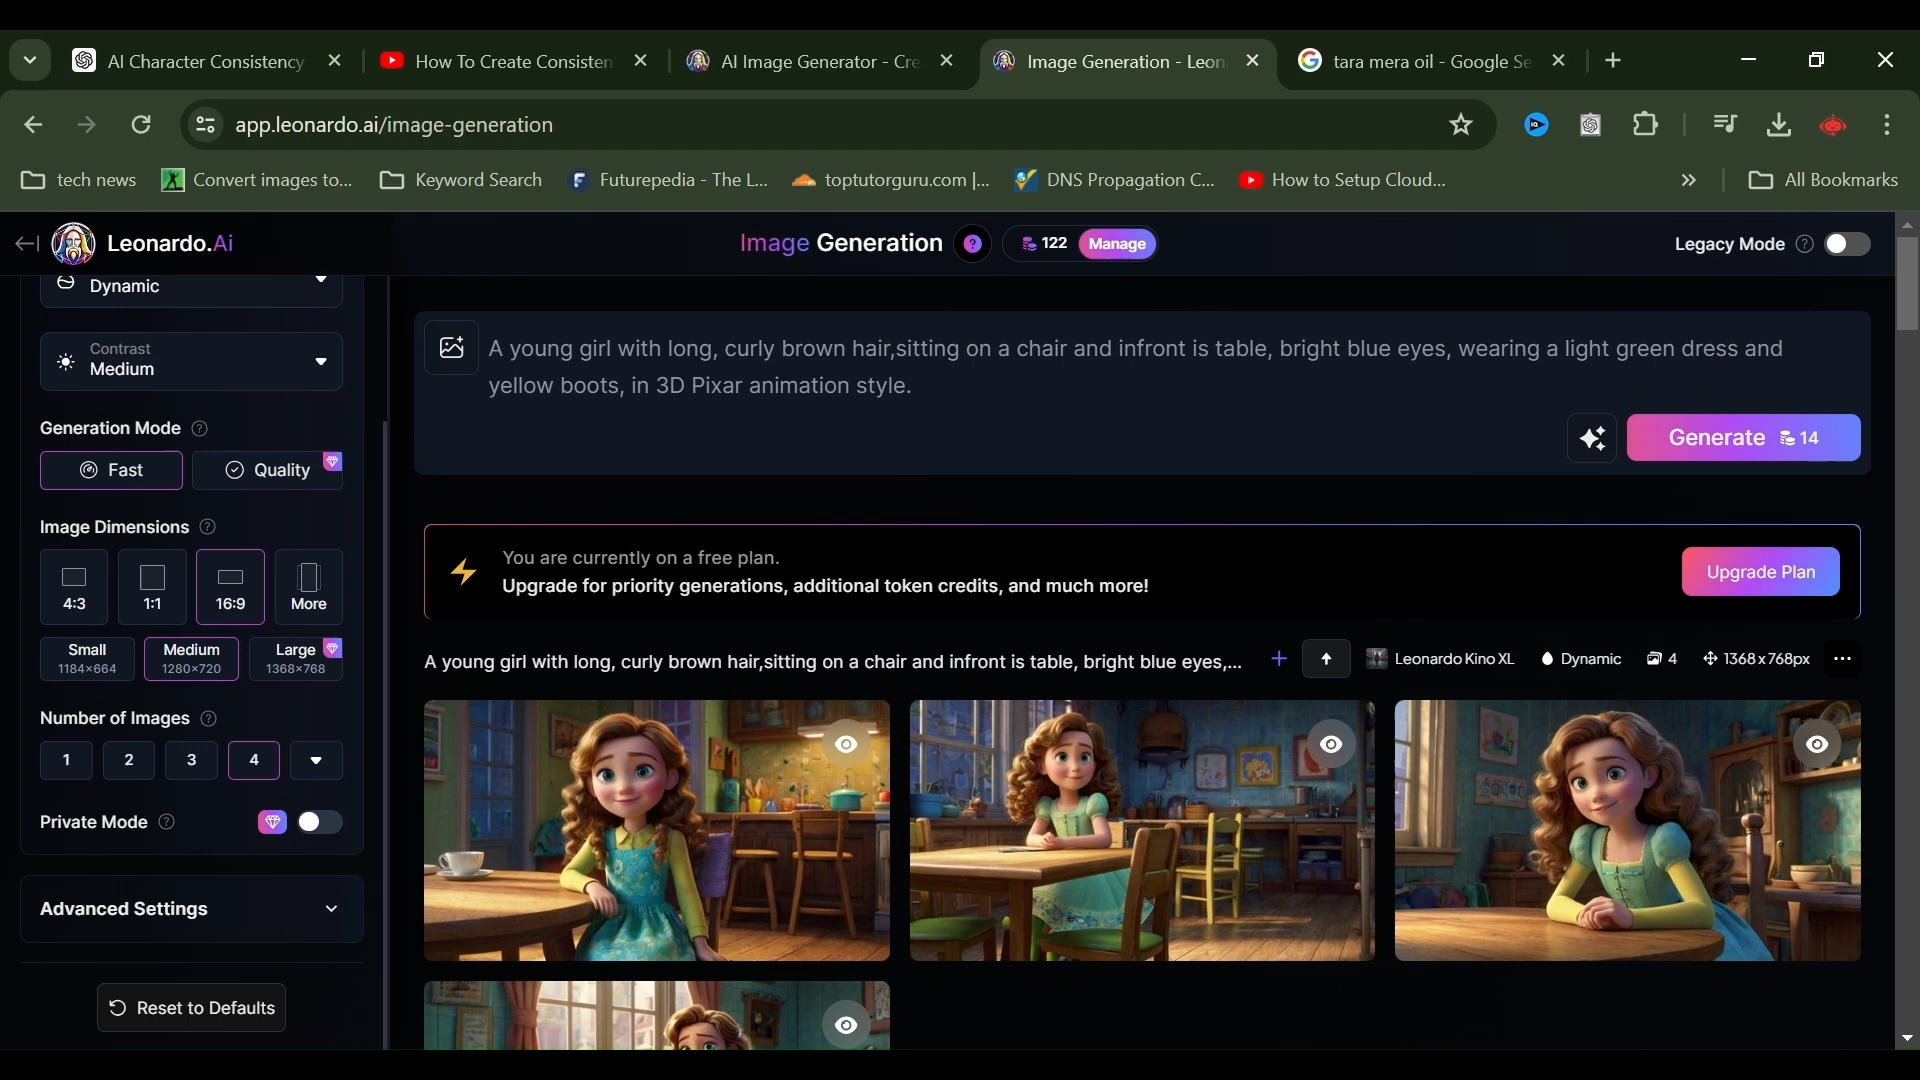 AI Character Consistency
How To Create Consisten
AI Image Generator - Cre
Image Generation - Leon
tara mera oil - Google Se
app.leonardo.ai/image-generation
tech news
Convert images to...
Keyword Search
Futurepedia - The L...
toptutorguru.com |...
DNS Propagation C...
How to Setup Cloud...
All Bookmarks
Leonardo.Ai
Image Generation
?
122
Manage
Legacy Mode
?
Dynamic
Contrast
Medium
Generation Mode ?
Fast
Quality
Image Dimensions ?
4:3
1:1
16:9
More
Small
1184×664
Medium
1280×720
Large
1368×768
Number of Images ?
1
2
3
4
Private Mode ?
Advanced Settings
Reset to Defaults
A young girl with long, curly brown hair,sitting on a chair and infront is table, bright blue eyes, wearing a light green dress and
yellow boots, in 3D Pixar animation style.
Generate 14
You are currently on a free plan.
Upgrade for priority generations, additional token credits, and much more!
Upgrade Plan
A young girl with long, curly brown hair,sitting on a chair and infront is table, bright blue eyes,...
Leonardo Kino XL
Dynamic
4
1368x768px